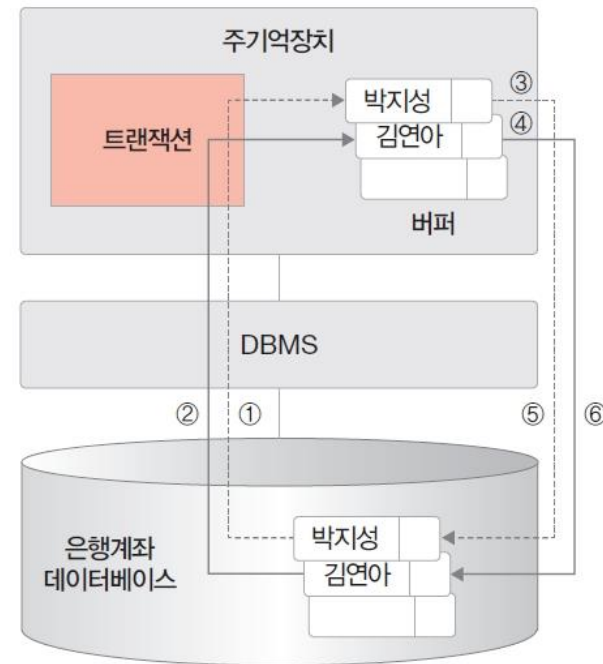 주기억장치
트랜잭션
박지성
③
김연아
④
버퍼
DBMS
②
①
⑤
⑥
은행계좌
데이터베이스
박지성
김연아